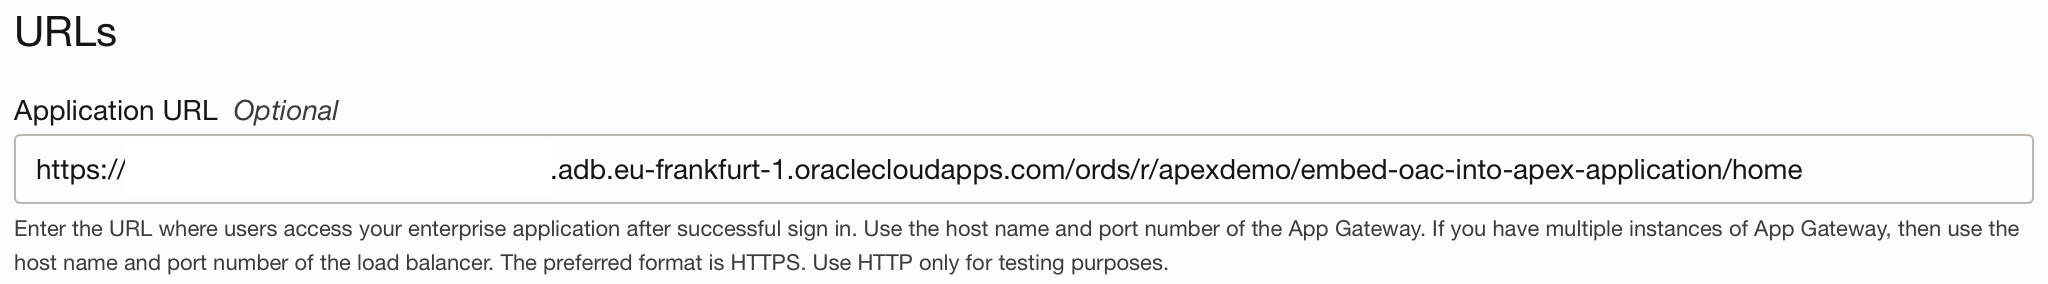 URLs
Application URL Optional
https:// .adb.eu-frankfurt-1.oraclecloudapps.com/ords/r/apexdemo/embed-oac-into-apex-application/home
Enter the URL where users access your enterprise application after successful sign in. Use the host name and port number of the App Gateway. If you have multiple instances of App Gateway, then use the
host name and port number of the load balancer. The preferred format is HTTPS. Use HTTP only for testing purposes.